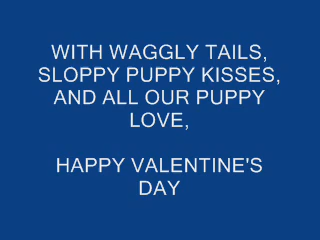 WITH WAGGLY TAILS,
SLOPPY PUPPY KISSES,
AND ALL OUR PUPPY
LOVE,
HAPPY VALENTINE'S
DAY